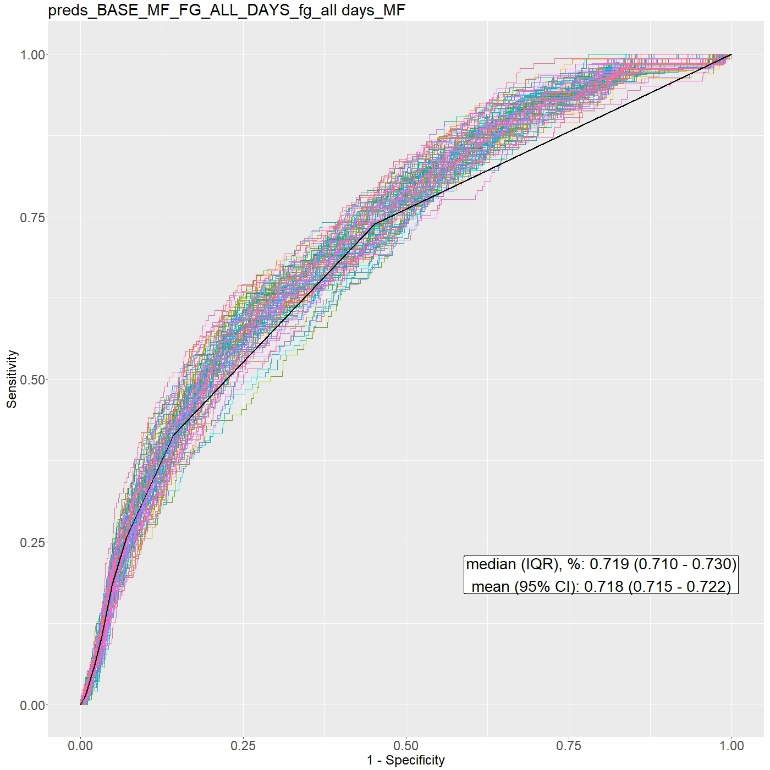 preds_BASE_MF_FG_ALL_DAYS_fg_all days_MF
1.00
0.75
0.50
0.25
0.00
Sensitivity
median (IQR), %: 0.719 (0.710 - 0.730)
mean (95% CI): 0.718 (0.715 - 0.722)
0.00 0.25 0.50 0.75 1.00
1 - Specificity